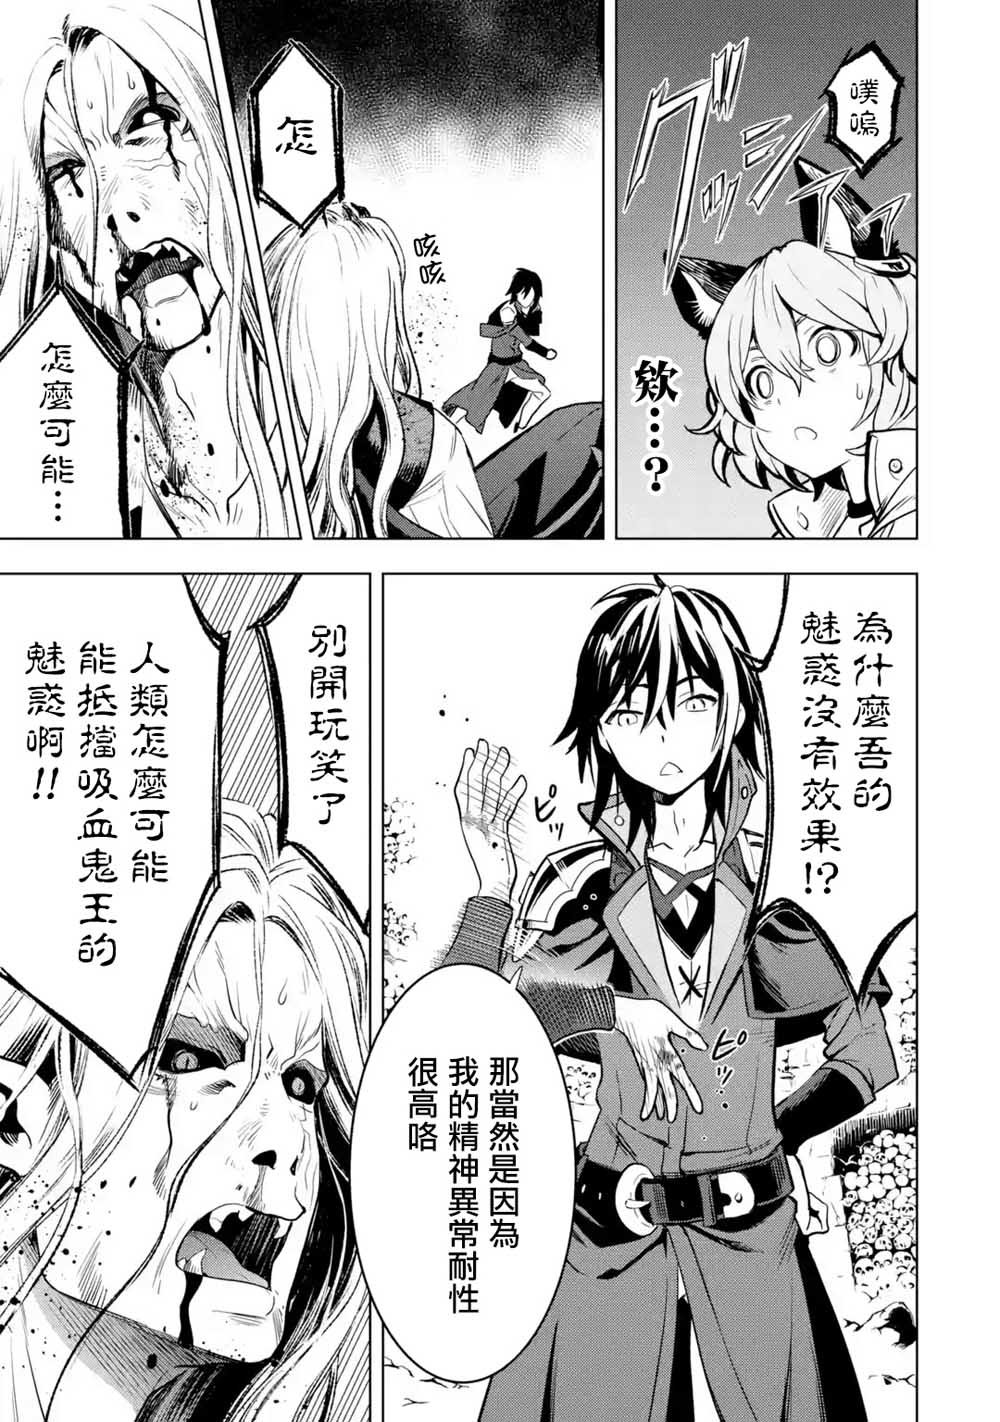 噗嗚
グシャアッ
欸…?
怎
咳咳
怎麼可能…
為什麼吾的
魅惑沒有效果!?
ピッ
ピッ
那當然是因為
我的精神異常耐性
很高咯
別開玩笑了
人類怎麼可能
能抵擋吸血鬼王的
魅惑啊!!